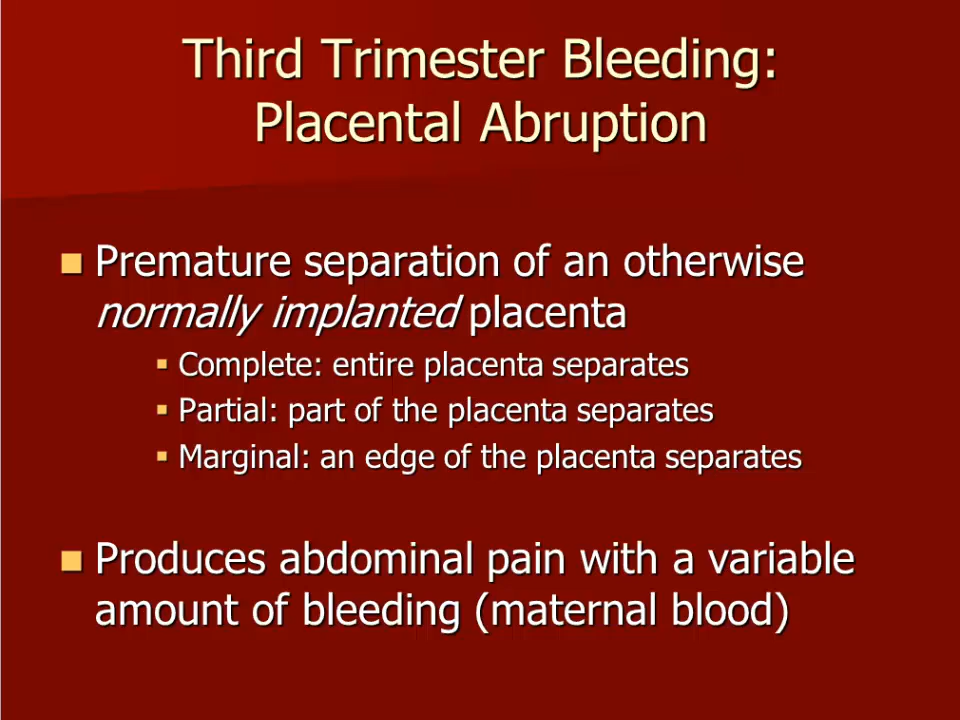 Third Trimester Bleeding:
Placental Abruption
Premature separation of an otherwise
normally implanted placenta
Complete: entire placenta separates
Partial: part of the placenta separates
Marginal: an edge of the placenta separates
Produces abdominal pain with a variable
amount of bleeding (maternal blood)